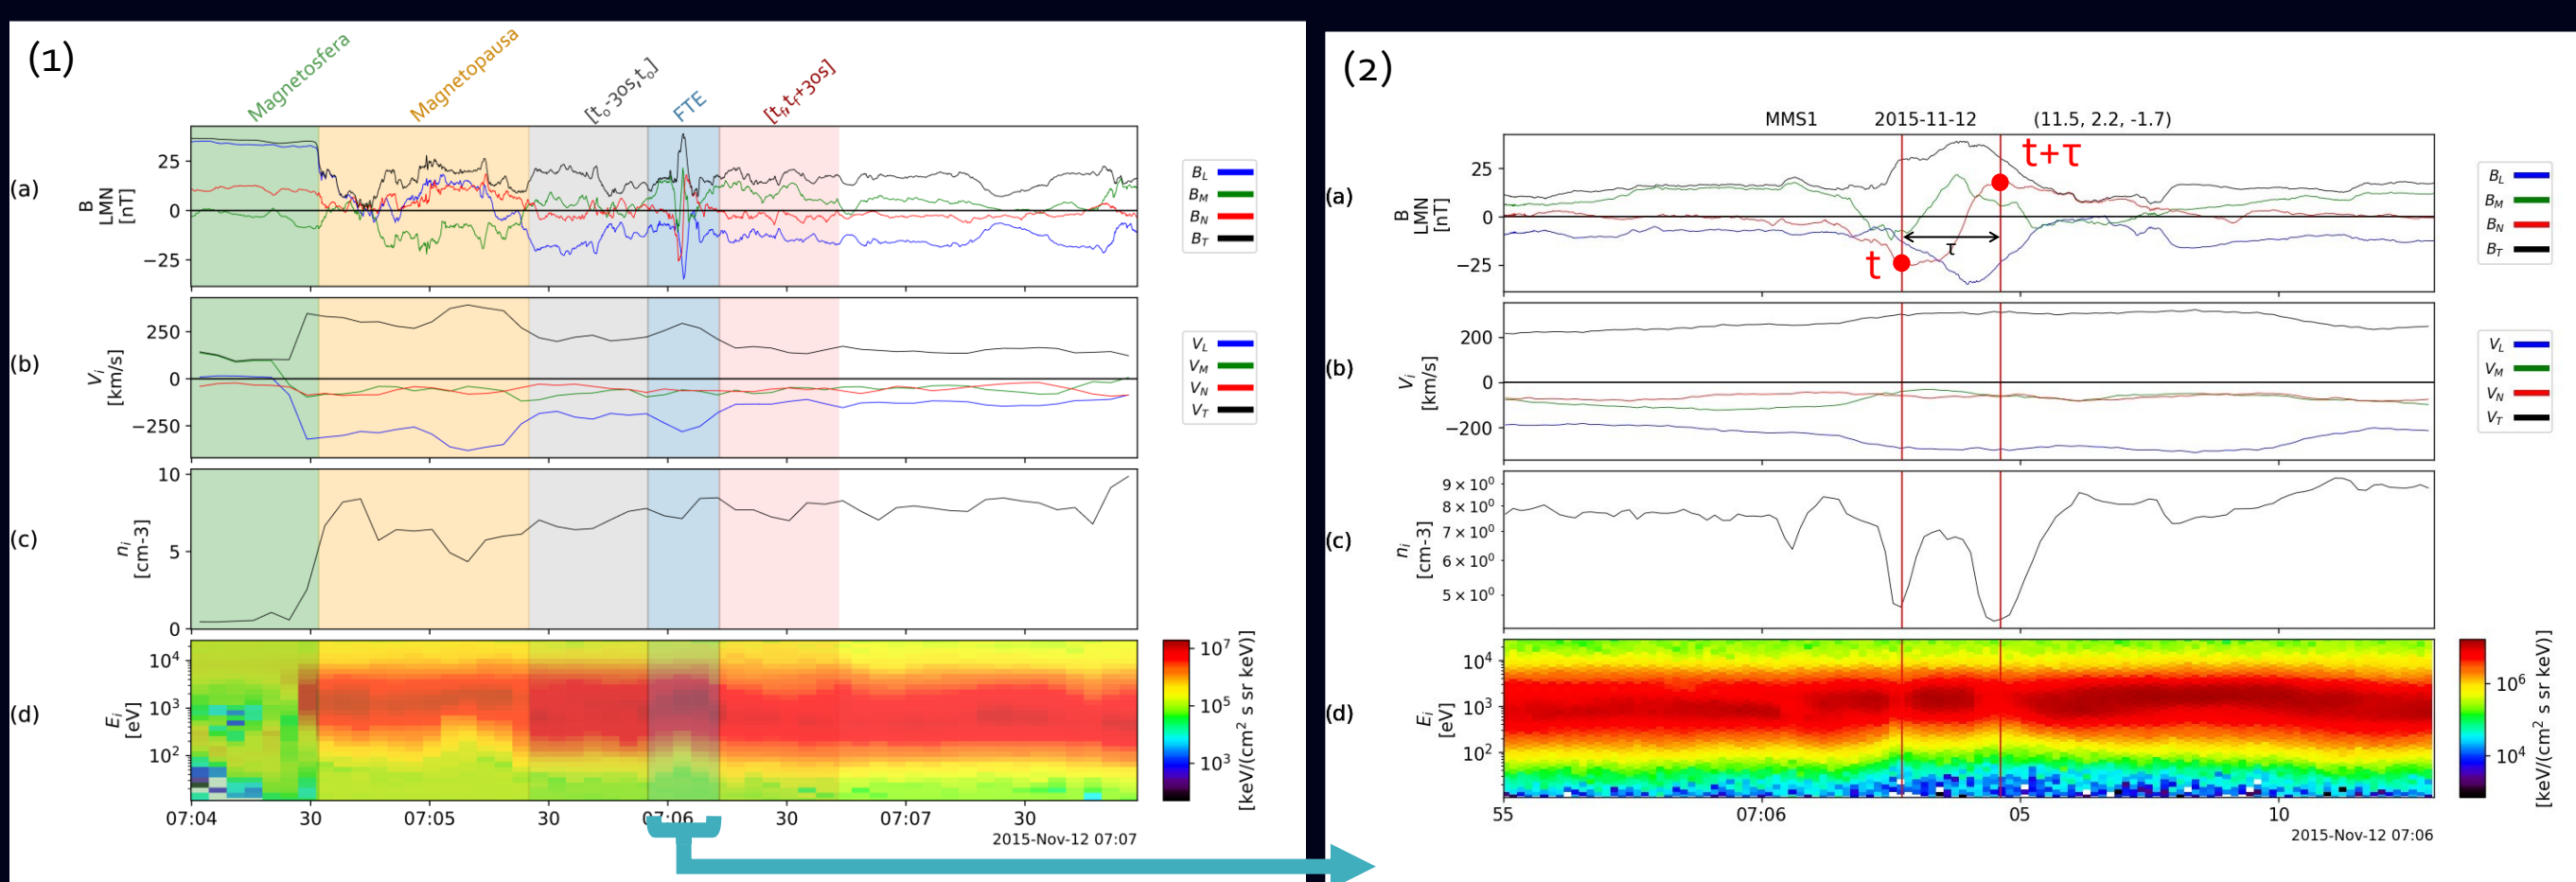 (1)
Magnetosfera
Magnetopausa
[t₀-30s,t₀]
FTE
[t_f,t_f+30s]
(a)
B
LMN
[nT]
25
0
−25
B_L
B_M
B_N
B_T
(b)
V_i
[km/s]
250
0
−250
V_L
V_M
V_N
V_T
(c)
n_i
[cm-3]
10
5
0
(d)
E_i
[eV]
10⁴
10³
10²
10⁷
10⁵
10³
[keV/(cm² s sr keV)]
07:04 30 07:05 30 07:06 30 07:07 30
2015-Nov-12 07:07
(2)
MMS1 2015-11-12 (11.5, 2.2, -1.7)
(a)
B
LMN
[nT]
25
0
−25
t+τ
τ
t
B_L
B_M
B_N
B_T
(b)
V_i
[km/s]
200
0
−200
V_L
V_M
V_N
V_T
(c)
n_i
[cm-3]
9 × 10⁰
8 × 10⁰
7 × 10⁰
6 × 10⁰
5 × 10⁰
(d)
E_i
[eV]
10⁴
10³
10²
10⁶
10⁴
[keV/(cm² s sr keV)]
55 07:06 05 10
2015-Nov-12 07:06